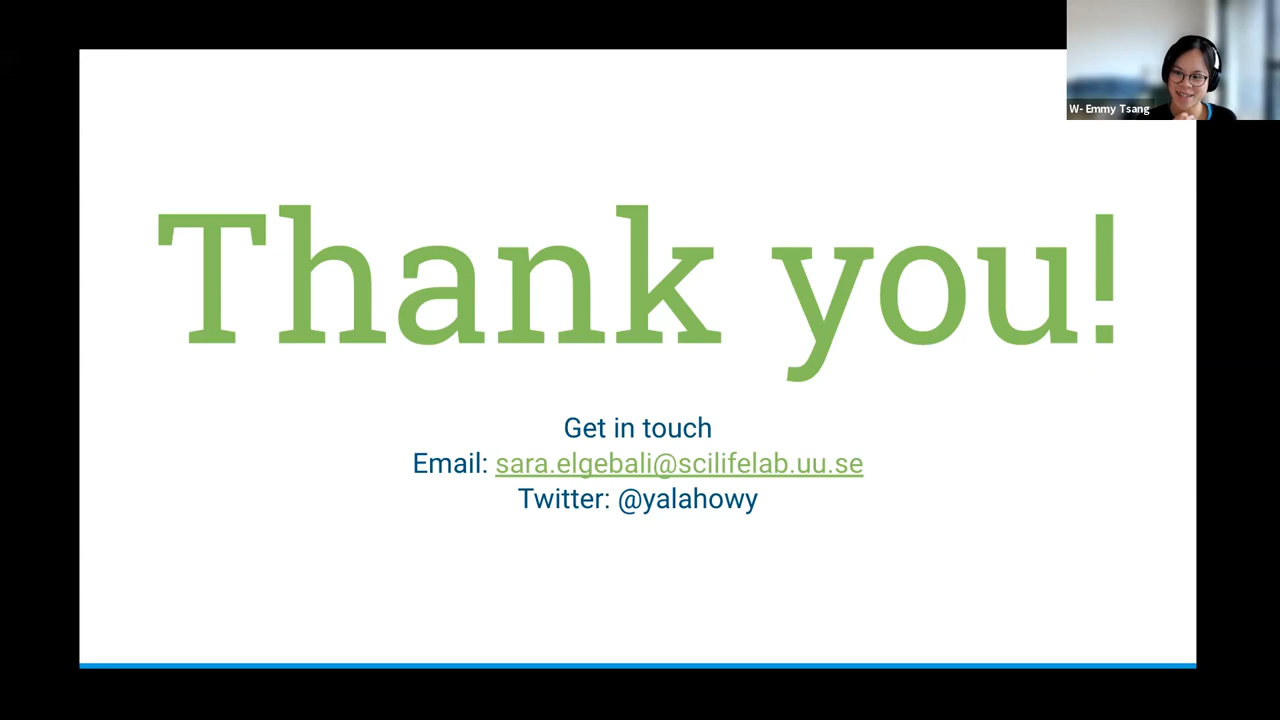 W- Emmy Tsang
Thank you!
Get in touch
Email: sara.elgebali@scilifelab.uu.se
Twitter: @yalahowy